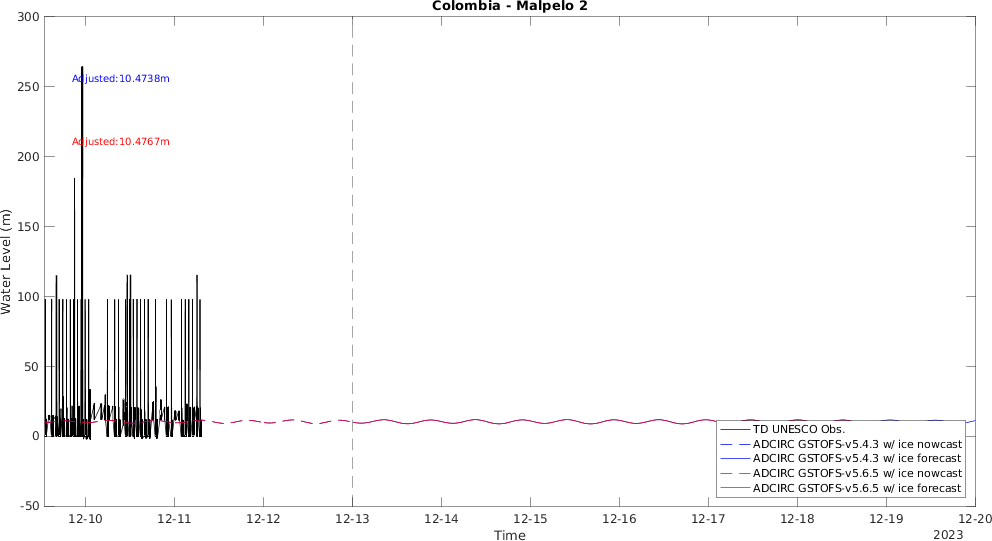 Colombia - Malpelo 2
300
250
200
150
100
50
0
-50
Water Level (m)
Adjusted:10.4738m
Adjusted:10.4767m
TD UNESCO Obs.
ADCIRC GSTOFS-v5.4.3 w/ ice nowcast
ADCIRC GSTOFS-v5.4.3 w/ ice forecast
ADCIRC GSTOFS-v5.6.5 w/ ice nowcast
ADCIRC GSTOFS-v5.6.5 w/ ice forecast
12-10 12-11 12-12 12-13 12-14 12-15 12-16 12-17 12-18 12-19 12-20
Time
2023